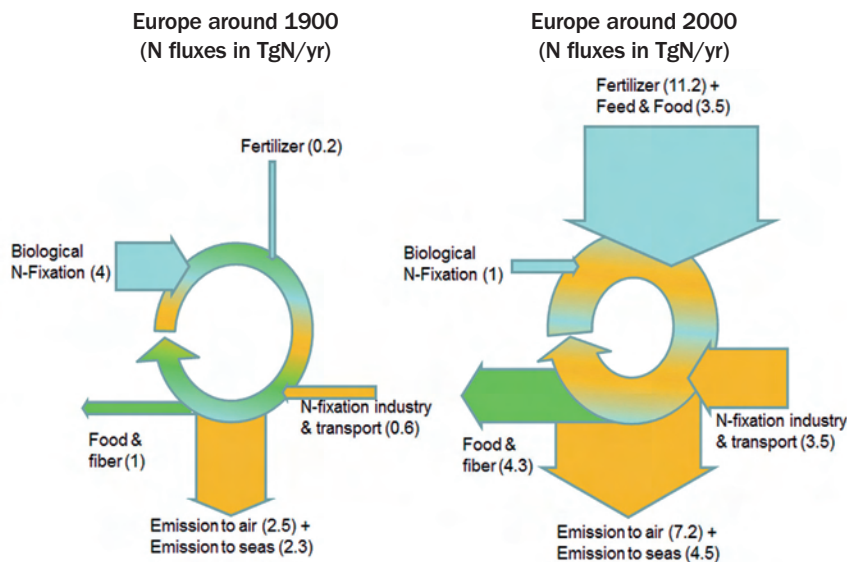 Europe around 1900
(N fluxes in TgN/yr)
Fertilizer (0.2)
Biological
N-Fixation (4)
N-fixation industry
& transport (0.6)
Food &
fiber (1)
Emission to air (2.5) +
Emission to seas (2.3)
Europe around 2000
(N fluxes in TgN/yr)
Fertilizer (11.2) +
Feed & Food (3.5)
Biological
N-Fixation (1)
N-fixation industry
& transport (3.5)
Food &
fiber (4.3)
Emission to air (7.2) +
Emission to seas (4.5)